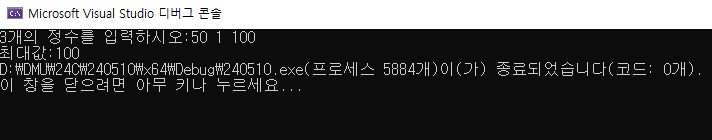 Microsoft Visual Studio 디버그 콘솔
3개의 정수를 입력하시오:50 1 100
최대값:100
D:₩DMU₩24C₩240510₩x64₩Debug₩240510.exe(프로세스 5884개)이(가) 종료되었습니다(코드: 0개).
이 창을 닫으려면 아무 키나 누르세요...